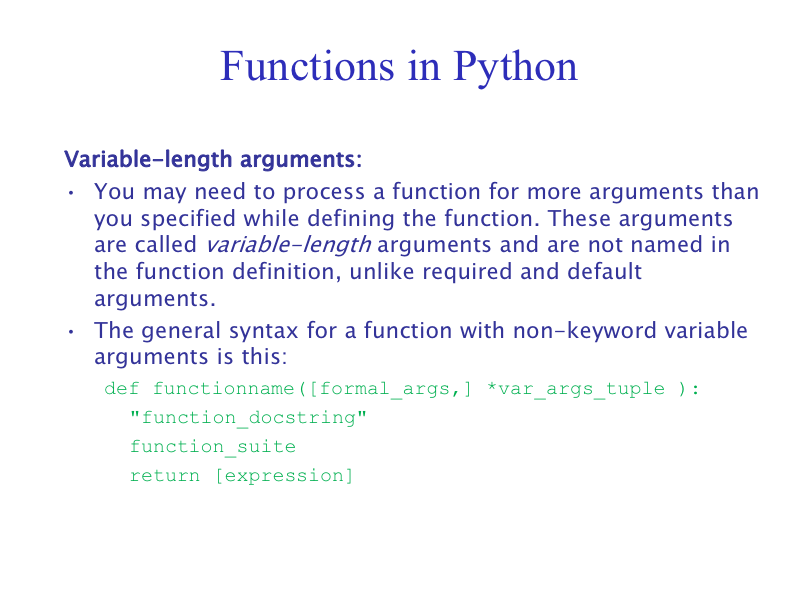 Functions in Python
Variable-length arguments:
• You may need to process a function for more arguments than
you specified while defining the function. These arguments
are called variable-length arguments and are not named in
the function definition, unlike required and default
arguments.
• The general syntax for a function with non-keyword variable
arguments is this:
def functionname([formal_args,] *var_args_tuple ):
"function_docstring"
function_suite
return [expression]